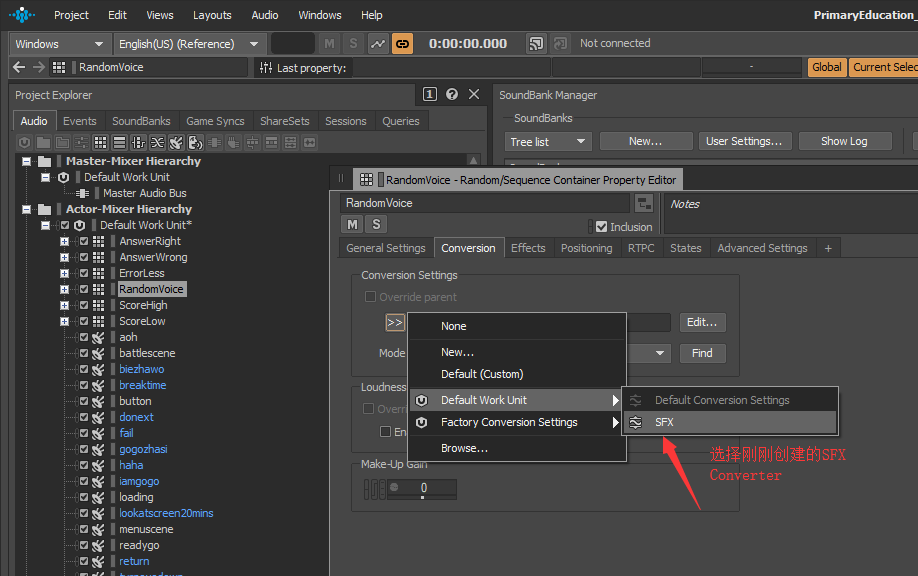 Project Edit Views Layouts Audio Windows Help PrimaryEducation_
Windows English(US) (Reference) M S 0:00:00.000 Not connected
RandomVoice Last property: - Global Current Selec
Project Explorer 1
SoundBank Manager
Audio Events SoundBanks Game Syncs ShareSets Sessions Queries
SoundBanks
Tree list New... User Settings... Show Log
Master-Mixer Hierarchy
Default Work Unit
Master Audio Bus
Actor-Mixer Hierarchy
Default Work Unit*
AnswerRight
AnswerWrong
ErrorLess
RandomVoice
ScoreHigh
ScoreLow
aoh
battlescene
biezhawo
breaktime
button
donext
fail
gogozhasi
haha
iamgogo
loading
lookatscreen20mins
menuscene
readygo
return
RandomVoice - Random/Sequence Container Property Editor
RandomVoice
Notes
M S Inclusion
General Settings Conversion Effects Positioning RTPC States Advanced Settings +
Conversion Settings
Override parent
>> Edit...
Mode Find
Loudness
Overri
En
Make-Up Gain
0
None
New...
Default (Custom)
Default Work Unit
Factory Conversion Settings
Browse...
Default Conversion Settings
SFX
选择刚刚创建的SFX
Converter